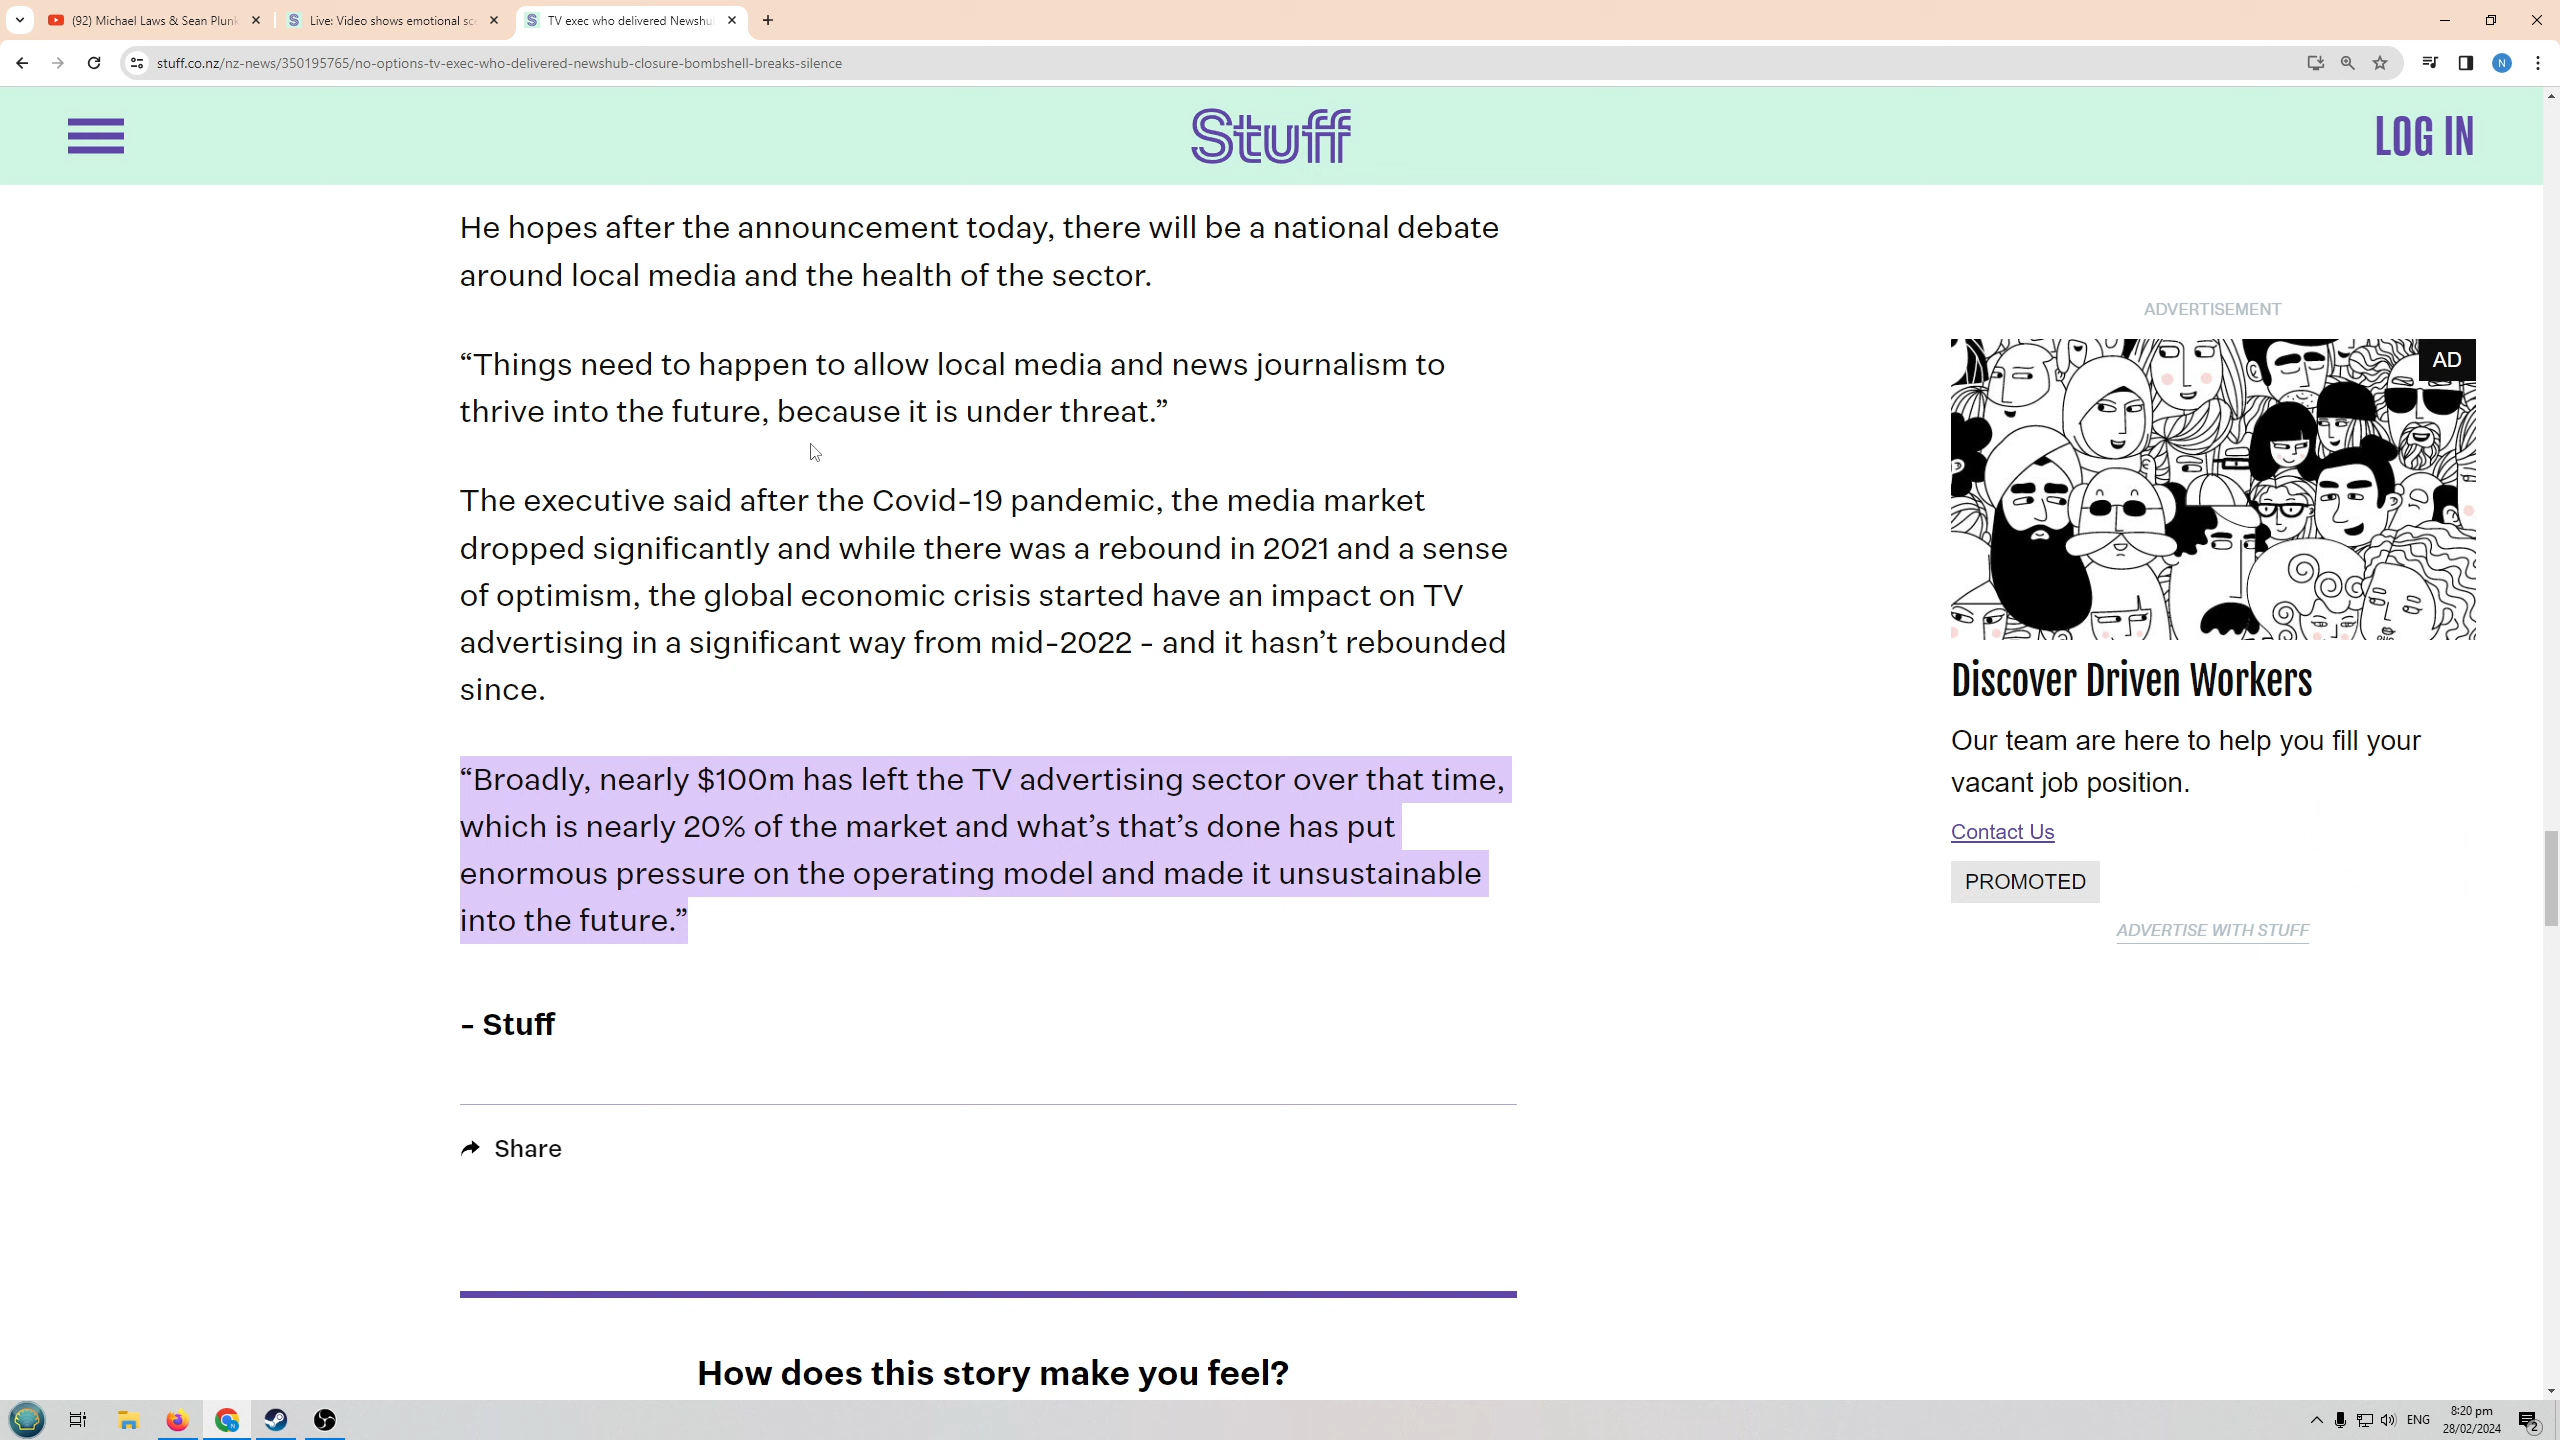 (92) Michael Laws & Sean Plunk
Live: Video shows emotional sc
TV exec who delivered Newshu
stuff.co.nz/nz-news/350195765/no-options-tv-exec-who-delivered-newshub-closure-bombshell-breaks-silence
N
Stuff
LOG IN
He hopes after the announcement today, there will be a national debate
around local media and the health of the sector.
“Things need to happen to allow local media and news journalism to
thrive into the future, because it is under threat.”
The executive said after the Covid-19 pandemic, the media market
dropped significantly and while there was a rebound in 2021 and a sense
of optimism, the global economic crisis started have an impact on TV
advertising in a significant way from mid-2022 - and it hasn’t rebounded
since.
“Broadly, nearly $100m has left the TV advertising sector over that time,
which is nearly 20% of the market and what’s that’s done has put
enormous pressure on the operating model and made it unsustainable
into the future.”
- Stuff
Share
How does this story make you feel?
ADVERTISEMENT
AD
Discover Driven Workers
Our team are here to help you fill your
vacant job position.
Contact Us
PROMOTED
ADVERTISE WITH STUFF
ENG
8:20 pm
28/02/2024
2